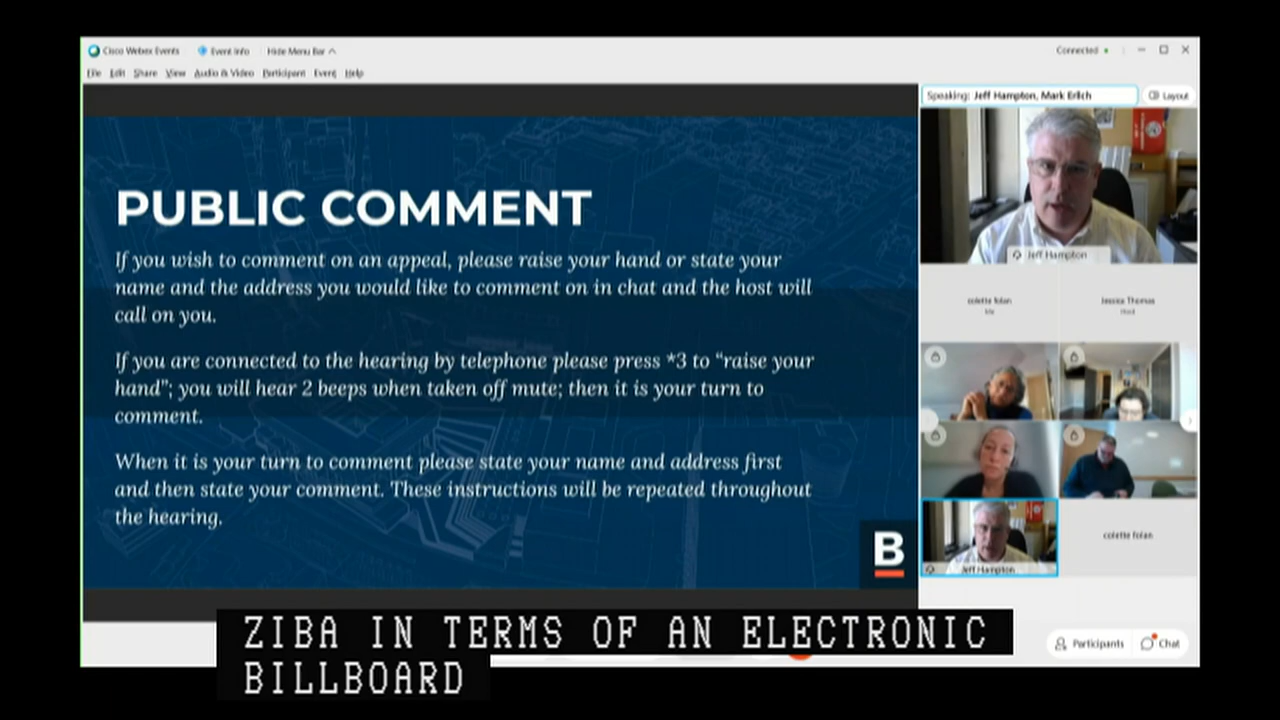 Cisco Webex Events Event Info Hide Menu Bar Connected
File Edit Share View Audio & Video Participant Event Help
Speaking: Jeff Hampton, Mark Erlich Layout
Jeff Hampton
colette folan Jessica Thomas
Me Host
PUBLIC COMMENT
If you wish to comment on an appeal, please raise your hand or state your
name and the address you would like to comment on in chat and the host will
call on you.
If you are connected to the hearing by telephone please press *3 to “raise your
hand”; you will hear 2 beeps when taken off mute; then it is your turn to
comment.
When it is your turn to comment please state your name and address first
and then state your comment. These instructions will be repeated throughout
the hearing.
B
colette folan
Jeff Hampton
ZIBA IN TERMS OF AN ELECTRONIC
BILLBOARD
Participants Chat